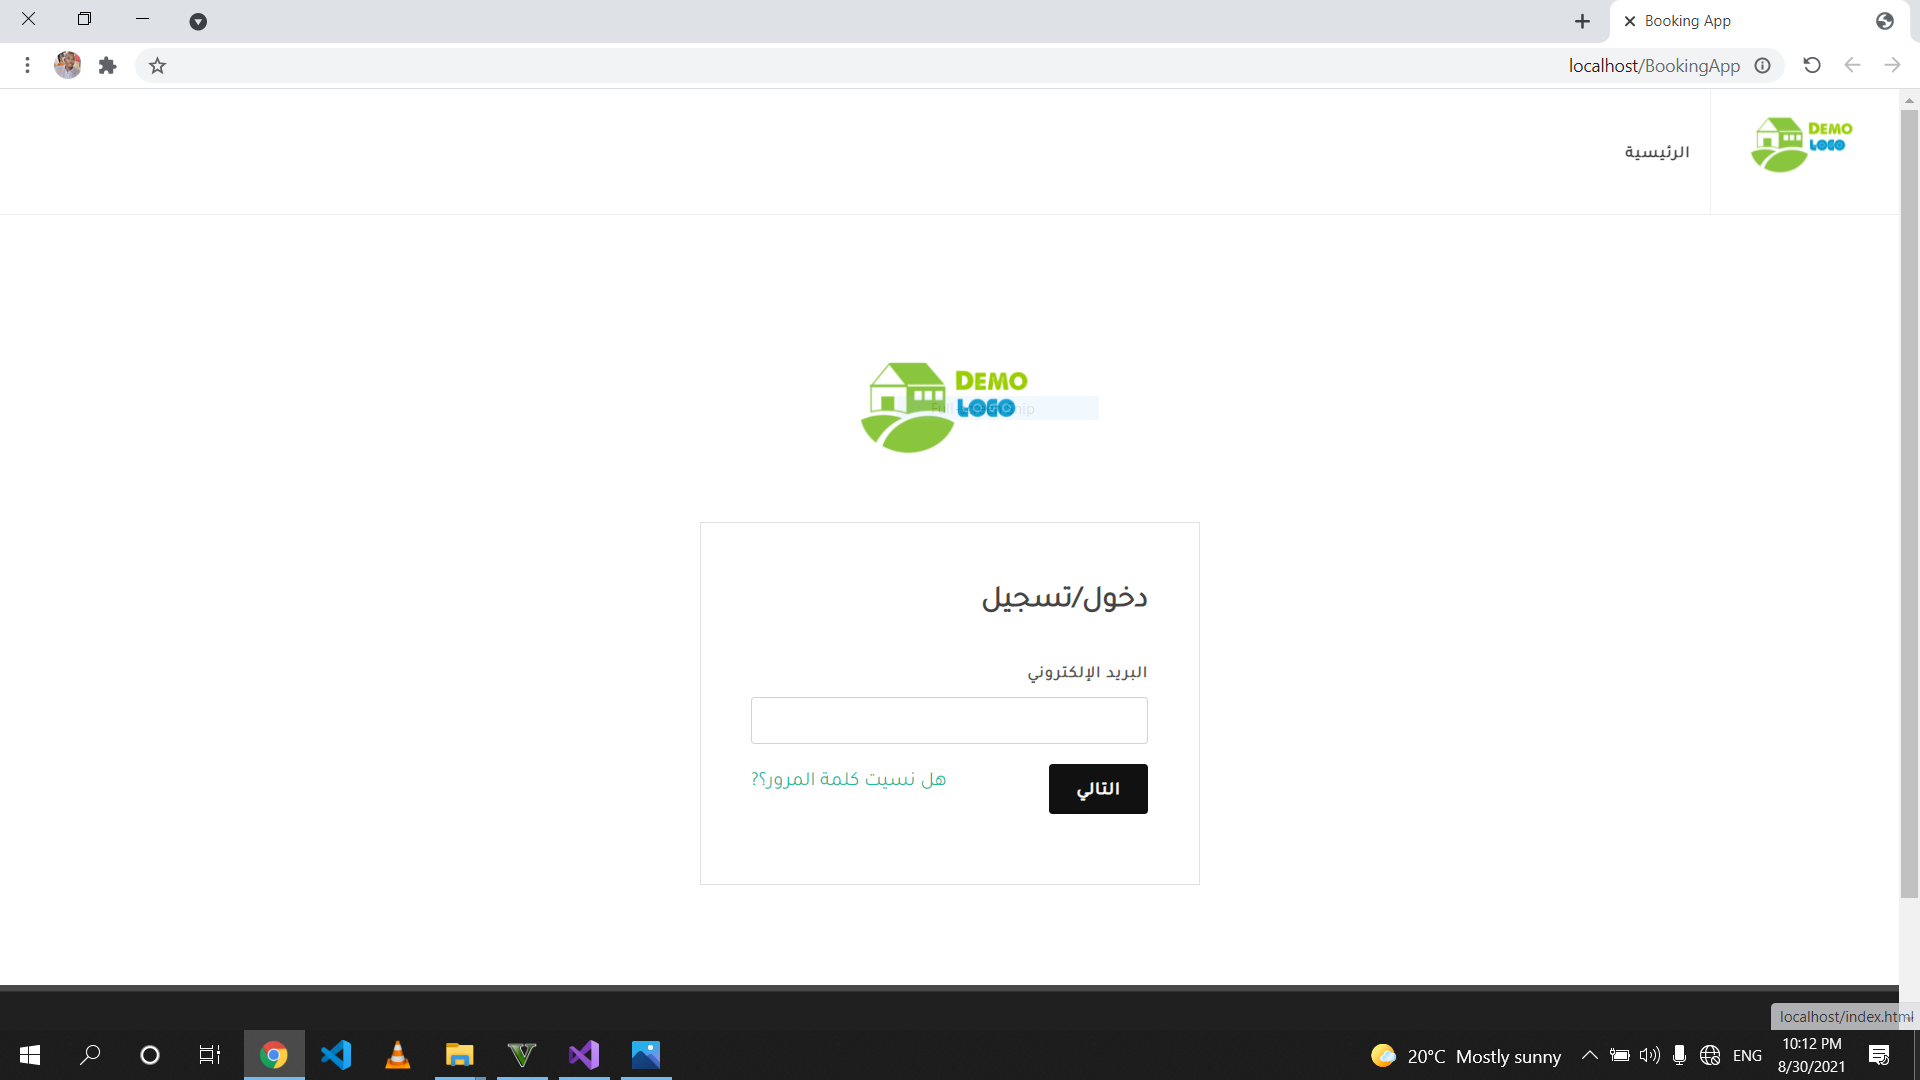 Booking App
localhost/BookingApp
DEMO
LOGO
الرئيسية
DEMO
LOGO
دخول/تسجيل
البريد الإلكتروني
التالي
هل نسيت كلمة المرور؟?
localhost/index.html
20°C Mostly sunny
ENG
10:12 PM
8/30/2021